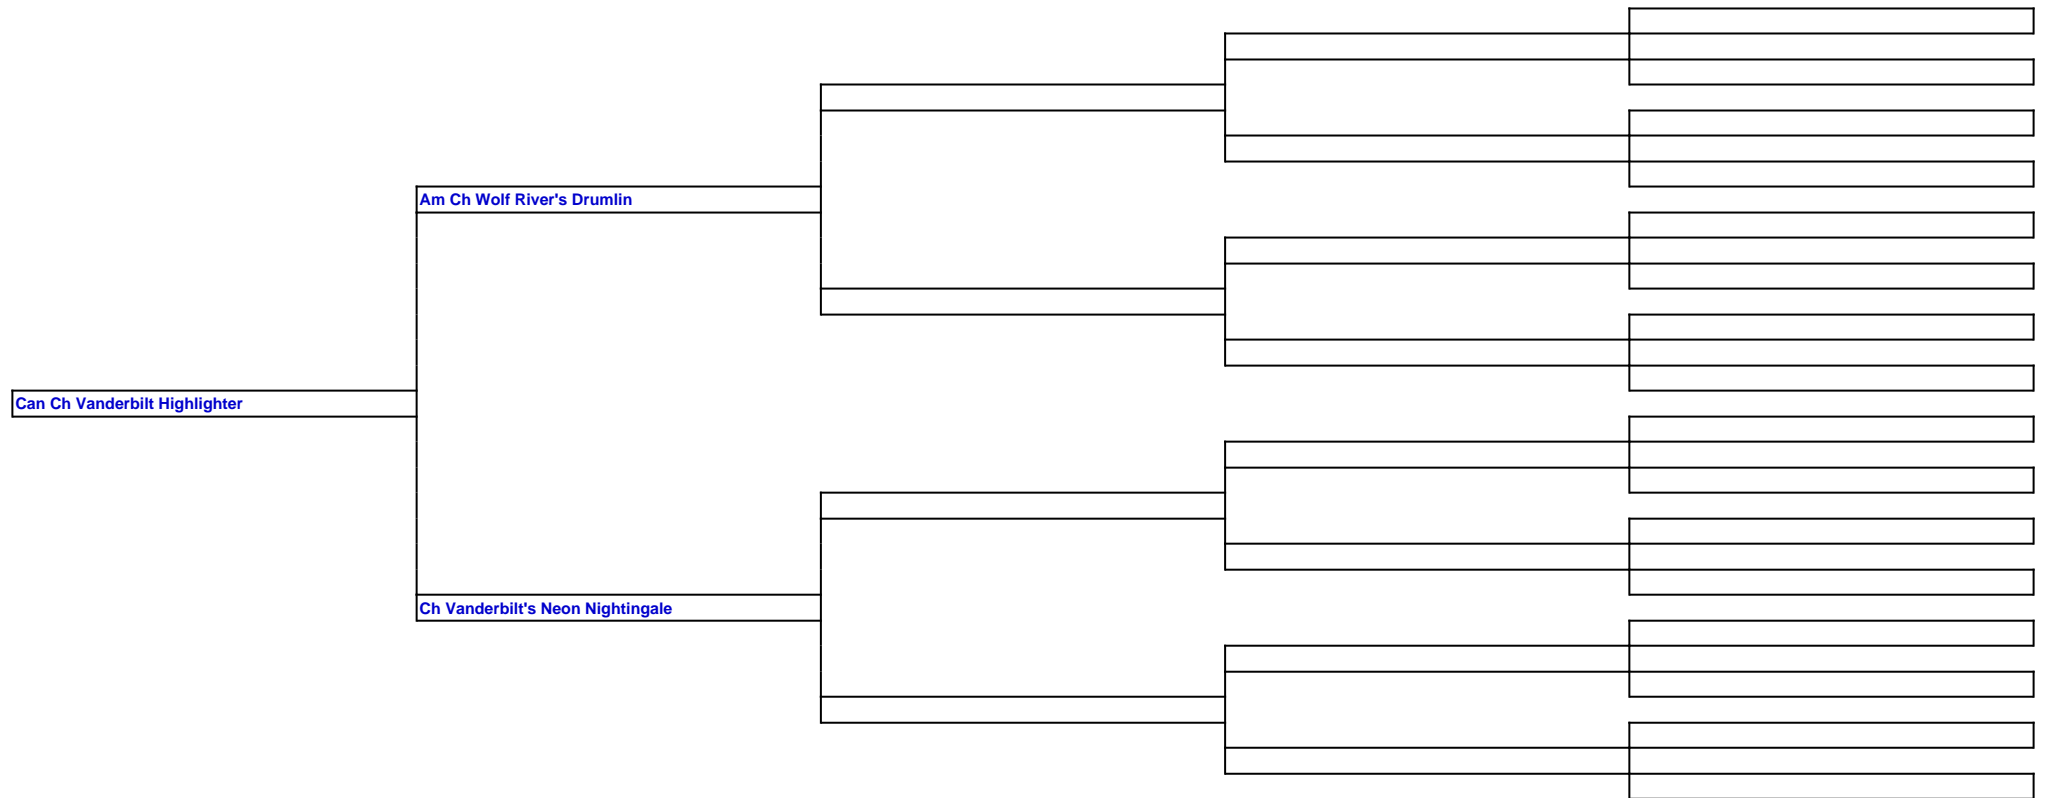 Am Ch Wolf River's Drumlin
Can Ch Vanderbilt Highlighter
Ch Vanderbilt's Neon Nightingale